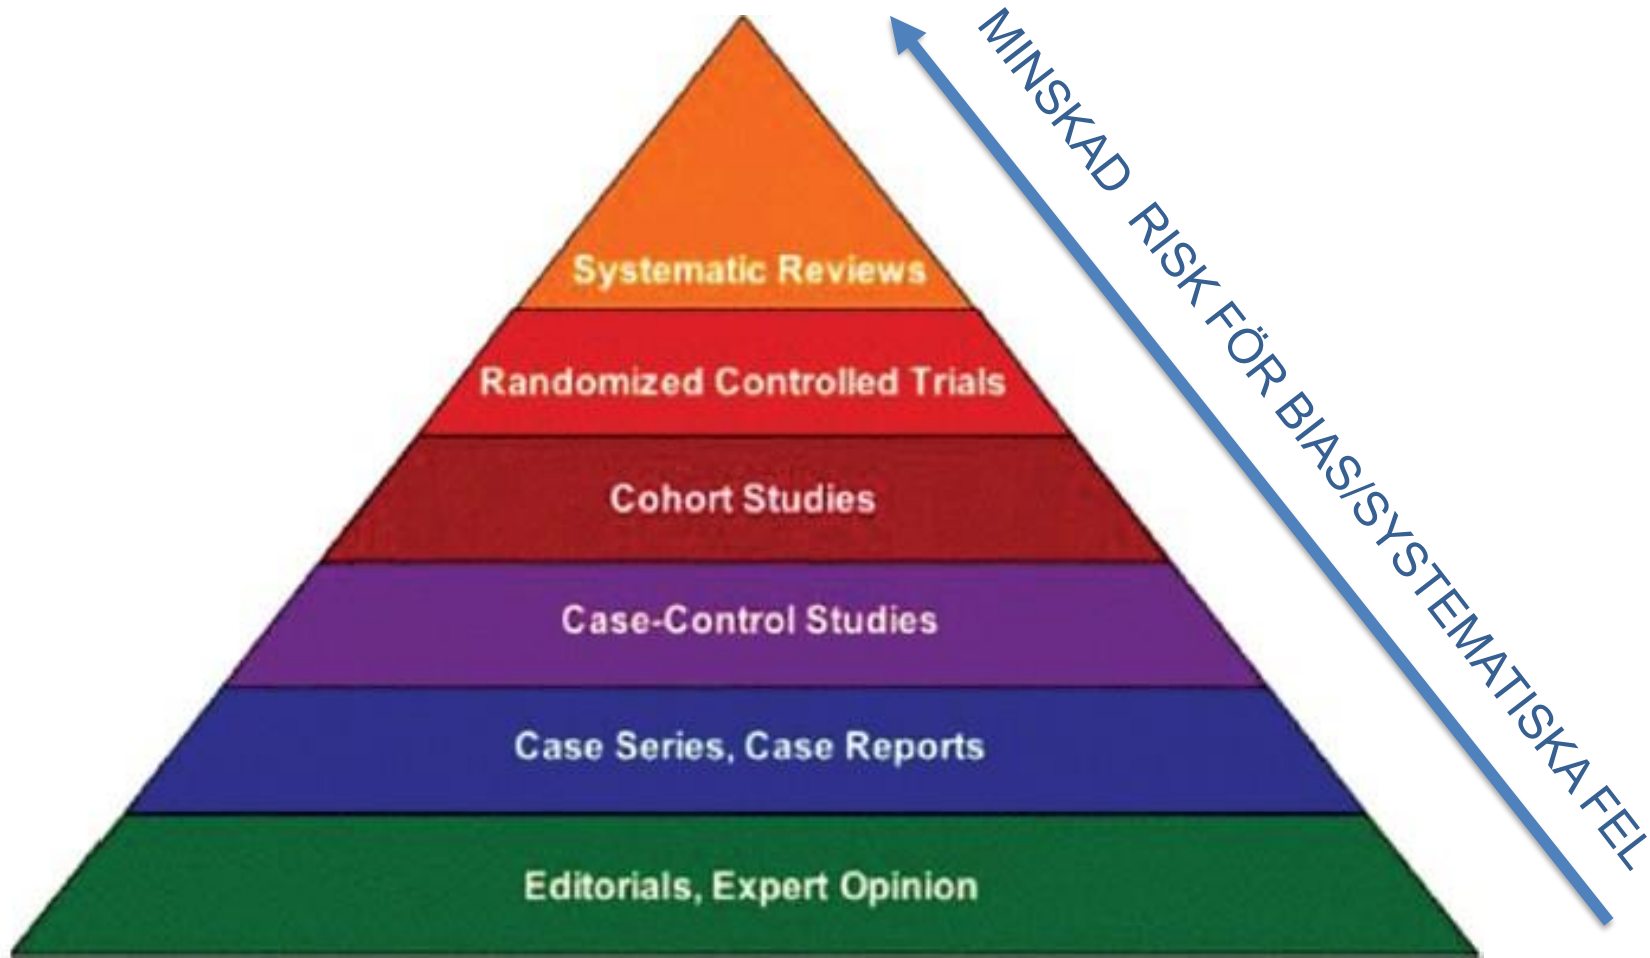 MINSKAD RISK FÖR BIAS/SYSTEMATISKA FEL
Systematic Reviews
Randomized Controlled Trials
Cohort Studies
Case-Control Studies
Case Series, Case Reports
Editorials, Expert Opinion